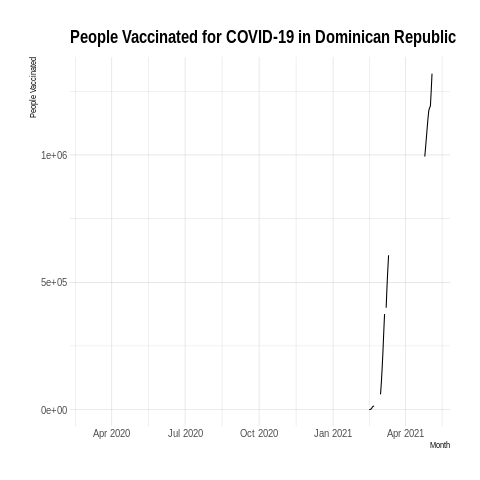 People Vaccinated for COVID-19 in Dominican Republic
People Vaccinated
1e+06
5e+05
0e+00
Apr 2020 Jul 2020 Oct 2020 Jan 2021 Apr 2021
Month